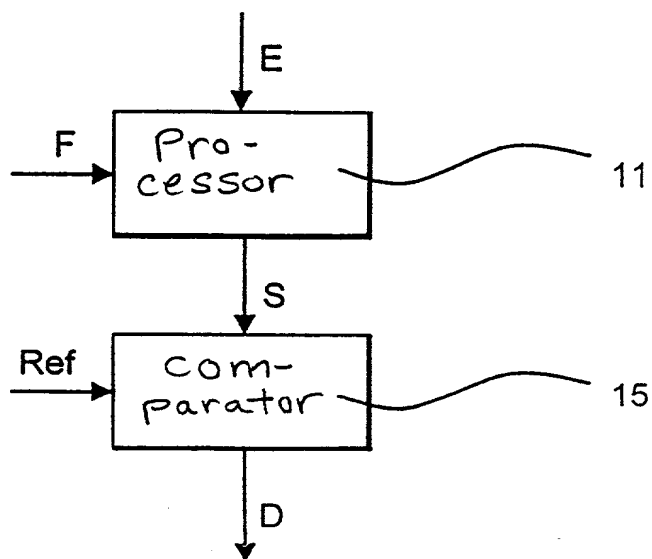 E
F
Pro-
cessor
11
S
Ref
com-
parator
15
D